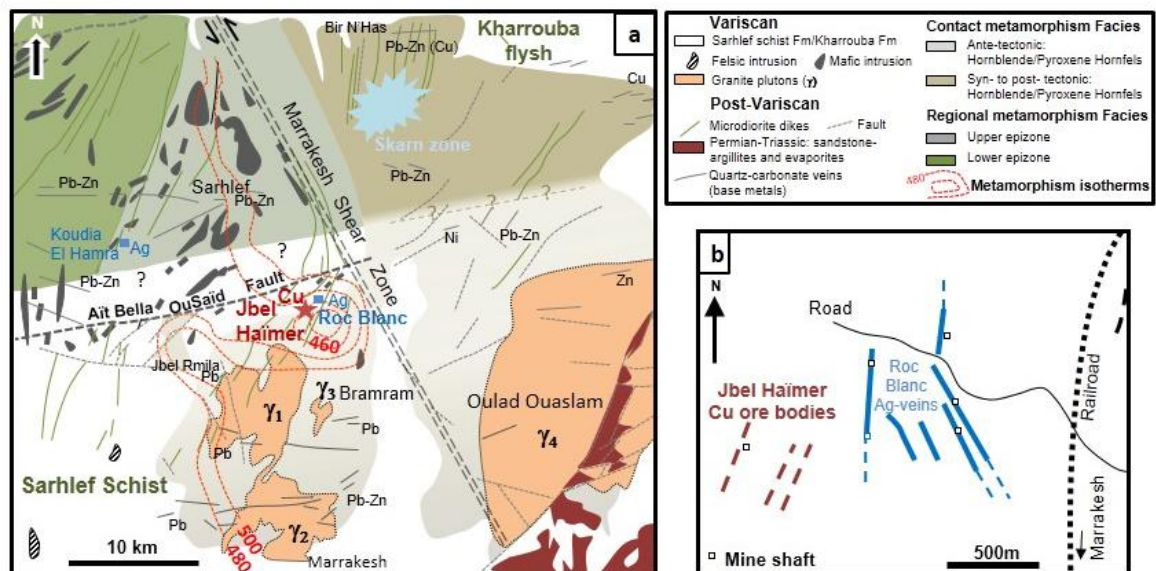 a
N
Bir N'Has
Pb-Zn (Cu)
Kharrouba
flysh
Cu
Skarn zone
Marrakesh Shear Zone
Pb-Zn
Pb-Zn
Sarhlef
Pb-Zn
Koudia
El Hamra
Ag
?
?
?
?
Ni
Pb-Zn
Pb-Zn
?
Zn
Aït Bella OuSaïd Fault
Cu
Ag
Jbel
Haïmer
Roc Blanc
460
Jbel Rmila
Pb
γ1
γ3 Bramram
Oulad Ouaslam
γ4
Pb
Pb
Sarhlef Schist
Pb-Zn
Pb
γ2
500
480
10 km
Marrakesh
Variscan
Sarhlef schist Fm/Kharrouba Fm
Felsic intrusion
Mafic intrusion
Granite plutons (γ)
Post-Variscan
Microdiorite dikes
Fault
Permian-Triassic: sandstone-
argillites and evaporites
Quartz-carbonate veins
(base metals)
Contact metamorphism Facies
Ante-tectonic:
Hornblende/Pyroxene Hornfels
Syn- to post- tectonic:
Hornblende/Pyroxene Hornfels
Regional metamorphism Facies
Upper epizone
Lower epizone
480
Metamorphism isotherms
b
N
Road
Roc
Blanc
Ag-veins
Jbel Haïmer
Cu ore bodies
Railroad
Marrakesh
Mine shaft
500m